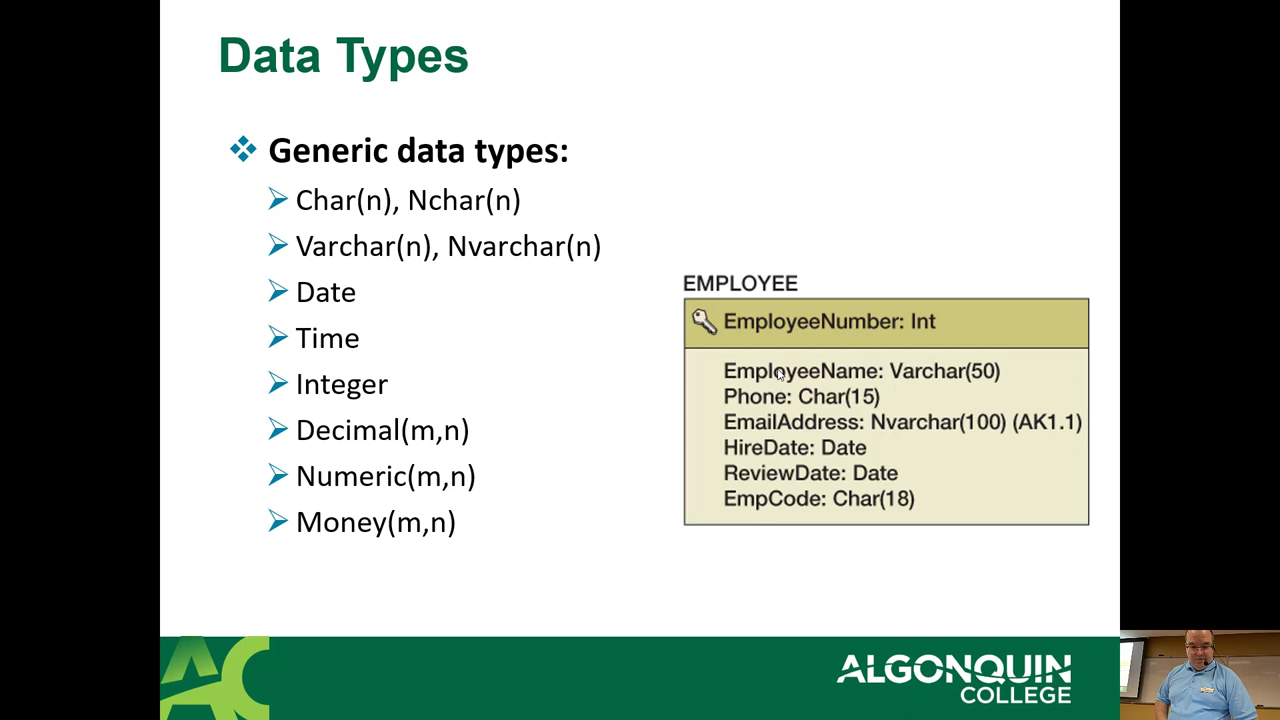 Data Types
Generic data types:
Char(n), Nchar(n)
Varchar(n), Nvarchar(n)
Date
Time
Integer
Decimal(m,n)
Numeric(m,n)
Money(m,n)
EMPLOYEE
EmployeeNumber: Int
EmployeeName: Varchar(50)
Phone: Char(15)
EmailAddress: Nvarchar(100) (AK1.1)
HireDate: Date
ReviewDate: Date
EmpCode: Char(18)
AC
ALGONQUIN
COLLEGE